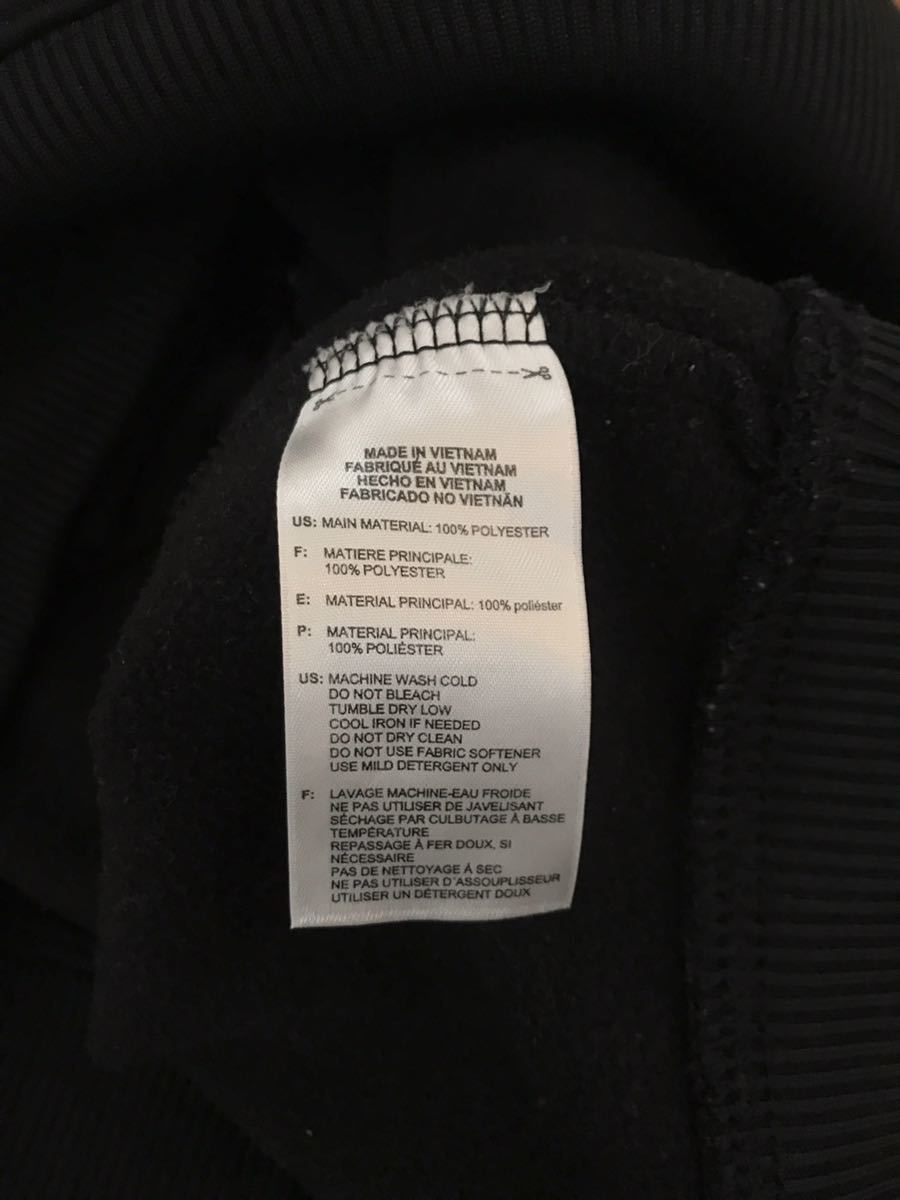 MADE IN VIETNAM
FABRIQUÉ AU VIETNAM
HECHO EN VIETNAM
FABRICADO NO VIETNÃN
US: MAIN MATERIAL: 100% POLYESTER
F: MATIERE PRINCIPALE:
100% POLYESTER
E: MATERIAL PRINCIPAL: 100% poliéster
P: MATERIAL PRINCIPAL:
100% POLIÉSTER
US: MACHINE WASH COLD
DO NOT BLEACH
TUMBLE DRY LOW
COOL IRON IF NEEDED
DO NOT DRY CLEAN
DO NOT USE FABRIC SOFTENER
USE MILD DETERGENT ONLY
F: LAVAGE MACHINE-EAU FROIDE
NE PAS UTILISER DE JAVELISANT
SÉCHAGE PAR CULBUTAGE À BASSE
TEMPÉRATURE
REPASSAGE À FER DOUX, SI
NÉCESSAIRE
PAS DE NETTOYAGE À SEC
NE PAS UTILISER D'ASSOUPLISSEUR
UTILISER UN DÉTERGENT DOUX